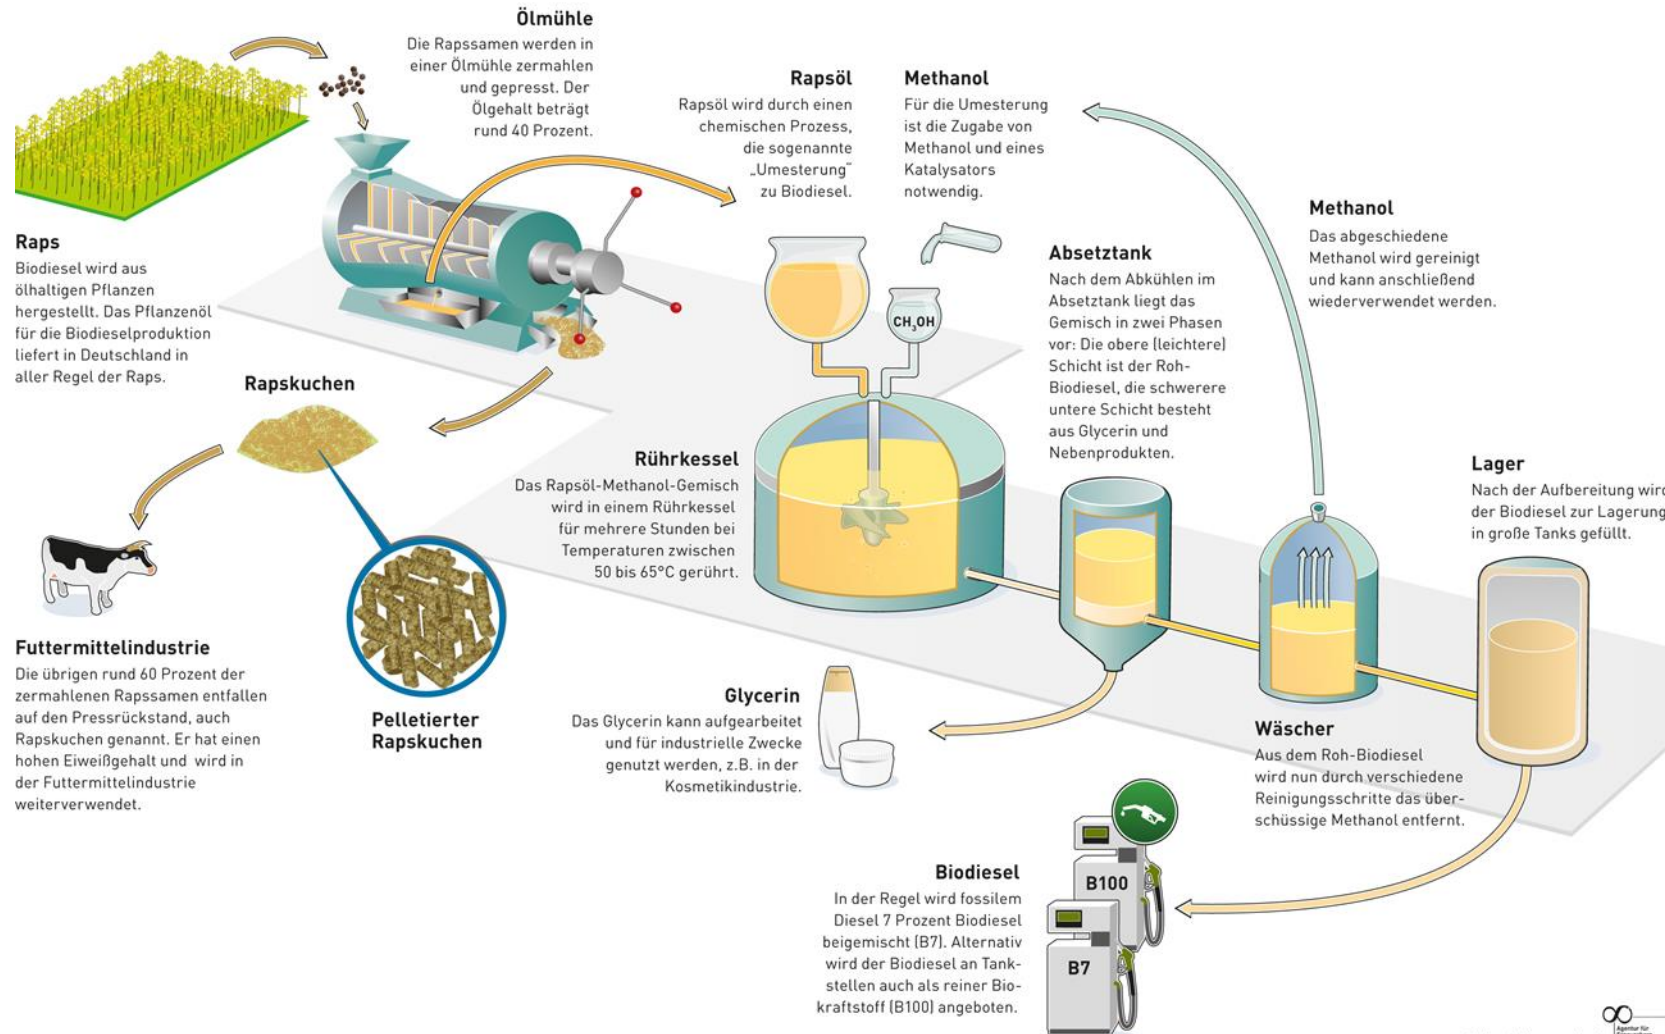 Ölmühle
Die Rapssamen werden in
einer Ölmühle zermahlen
und gepresst. Der
Ölgehalt beträgt
rund 40 Prozent.
Rapsöl
Rapsöl wird durch einen
chemischen Prozess,
die sogenannte
„Umesterung“
zu Biodiesel.
Methanol
Für die Umesterung
ist die Zugabe von
Methanol und eines
Katalysators
notwendig.
Methanol
Das abgeschiedene
Methanol wird gereinigt
und kann anschließend
wiederverwendet werden.
Raps
Biodiesel wird aus
ölhaltigen Pflanzen
hergestellt. Das Pflanzenöl
für die Biodieselproduktion
liefert in Deutschland in
aller Regel der Raps.
CH₃OH
Absetztank
Nach dem Abkühlen im
Absetztank liegt das
Gemisch in zwei Phasen
vor: Die obere (leichtere)
Schicht ist der Roh-
Biodiesel, die schwerere
untere Schicht besteht
aus Glycerin und
Nebenprodukten.
Rapskuchen
Rührkessel
Das Rapsöl-Methanol-Gemisch
wird in einem Rührkessel
für mehrere Stunden bei
Temperaturen zwischen
50 bis 65°C gerührt.
Lager
Nach der Aufbereitung wird
der Biodiesel zur Lagerung
in große Tanks gefüllt.
Futtermittelindustrie
Die übrigen rund 60 Prozent der
zermahlenen Rapssamen entfallen
auf den Pressrückstand, auch
Rapskuchen genannt. Er hat einen
hohen Eiweißgehalt und wird in
der Futtermittelindustrie
weiterverwendet.
Pelletierter
Rapskuchen
Glycerin
Das Glycerin kann aufgearbeitet
und für industrielle Zwecke
genutzt werden, z.B. in der
Kosmetikindustrie.
Wäscher
Aus dem Roh-Biodiesel
wird nun durch verschiedene
Reinigungsschritte das über-
schüssige Methanol entfernt.
Biodiesel
In der Regel wird fossilem
Diesel 7 Prozent Biodiesel
beigemischt (B7). Alternativ
wird der Biodiesel an Tank-
stellen auch als reiner Bio-
kraftstoff (B100) angeboten.
B100
B7
Agentur für